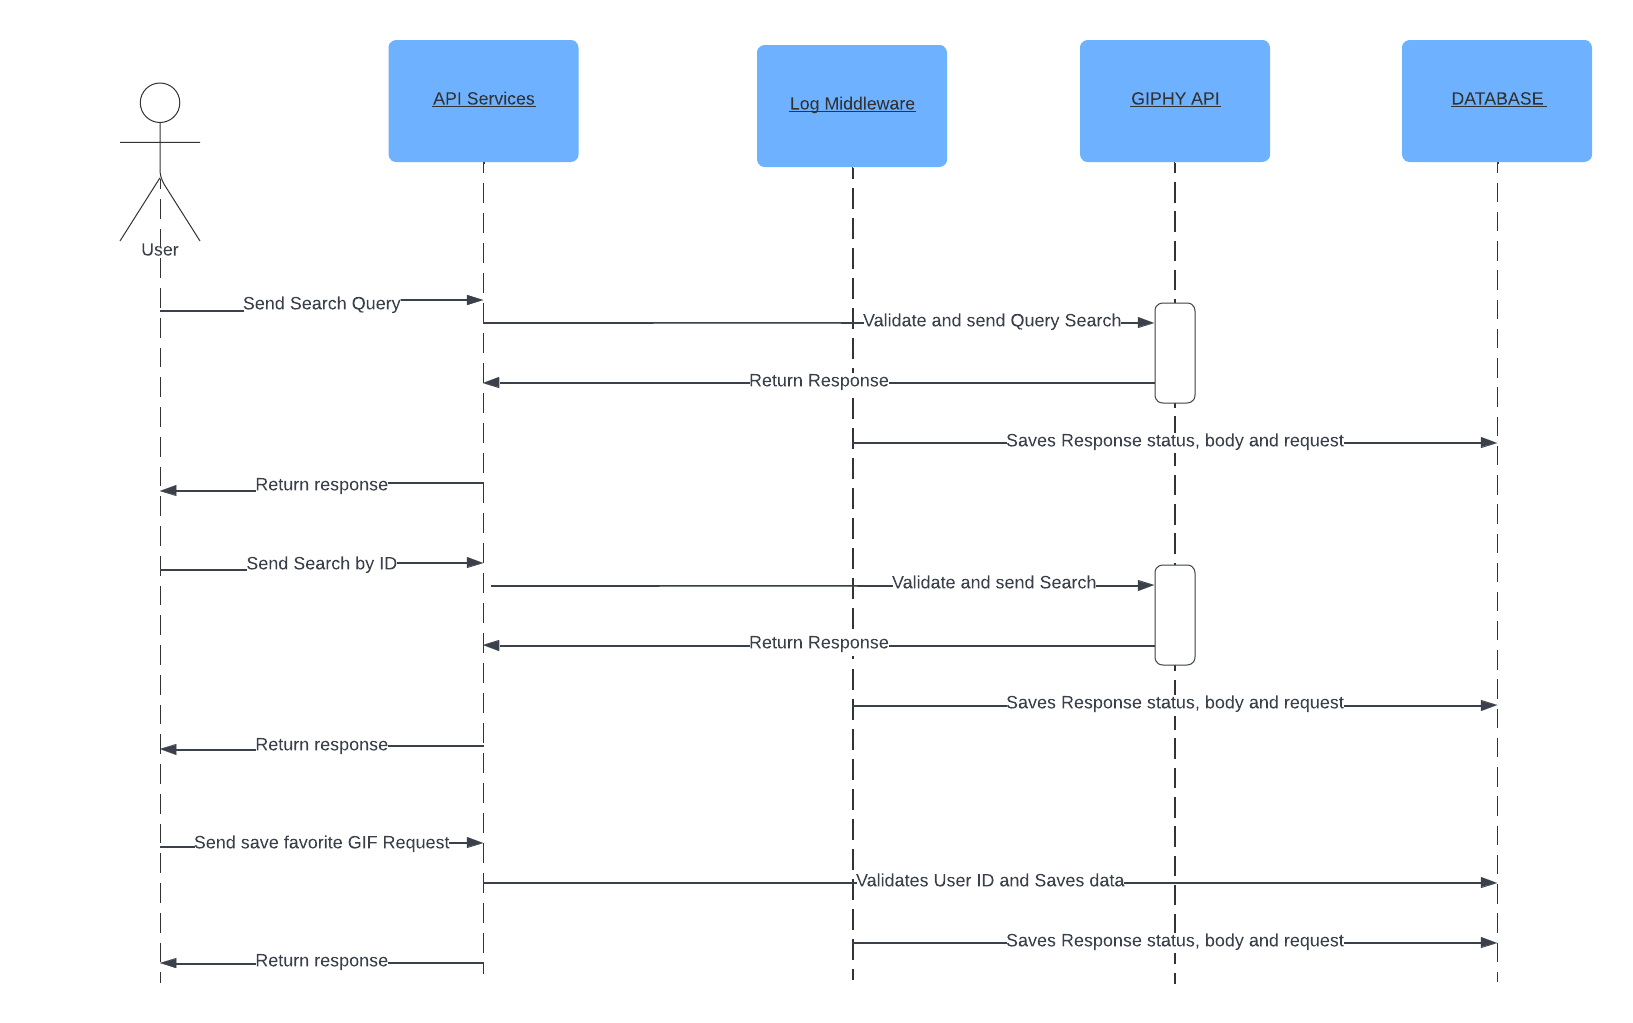 API Services
Log Middleware
GIPHY API
DATABASE
User
Send Search Query
Validate and send Query Search
Return Response
Saves Response status, body and request
Return response
Send Search by ID
Validate and send Search
Return Response
Saves Response status, body and request
Return response
Send save favorite GIF Request
Validates User ID and Saves data
Saves Response status, body and request
Return response